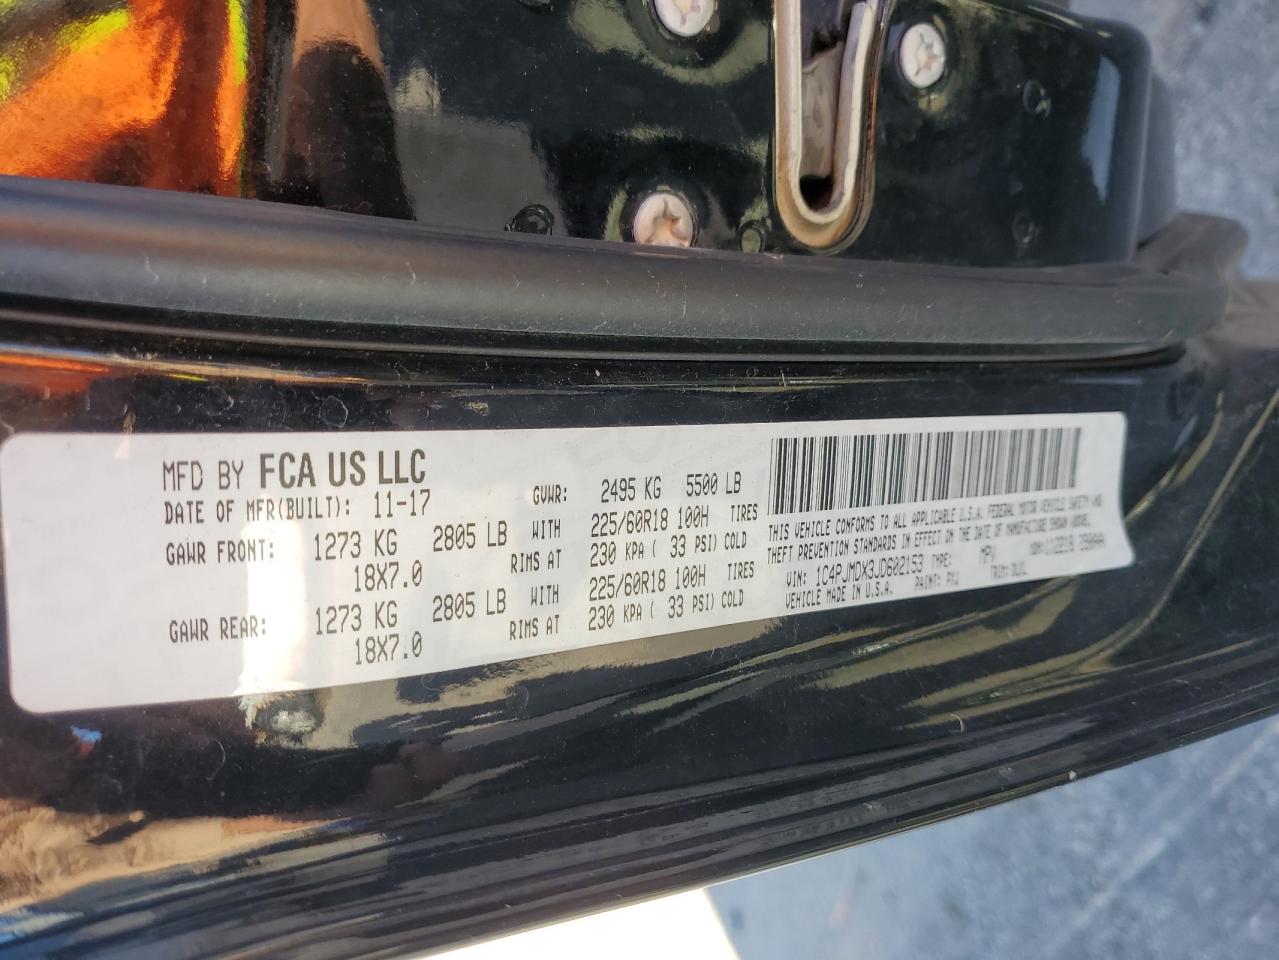 MFD BY FCA US LLC
DATE OF MFR(BUILT): 11-17 GVWR: 2495 KG 5500 LB
GAWR FRONT: 1273 KG 2805 LB WITH 225/60R18 100H TIRES
18X7.0 RIMS AT 230 KPA ( 33 PSI) COLD
GAWR REAR: 1273 KG 2805 LB WITH 225/60R18 100H TIRES
18X7.0 RIMS AT 230 KPA ( 33 PSI) COLD
THIS VEHICLE CONFORMS TO ALL APPLICABLE U.S.A. FEDERAL MOTOR VEHICLE SAFETY AND
THEFT PREVENTION STANDARDS IN EFFECT ON THE DATE OF MANUFACTURE SHOWN ABOVE.
VIN: 1C4PJMDX3JD602153 TYPE: MPV
VEHICLE MADE IN U.S.A. PAINT: PXJ TRIM: